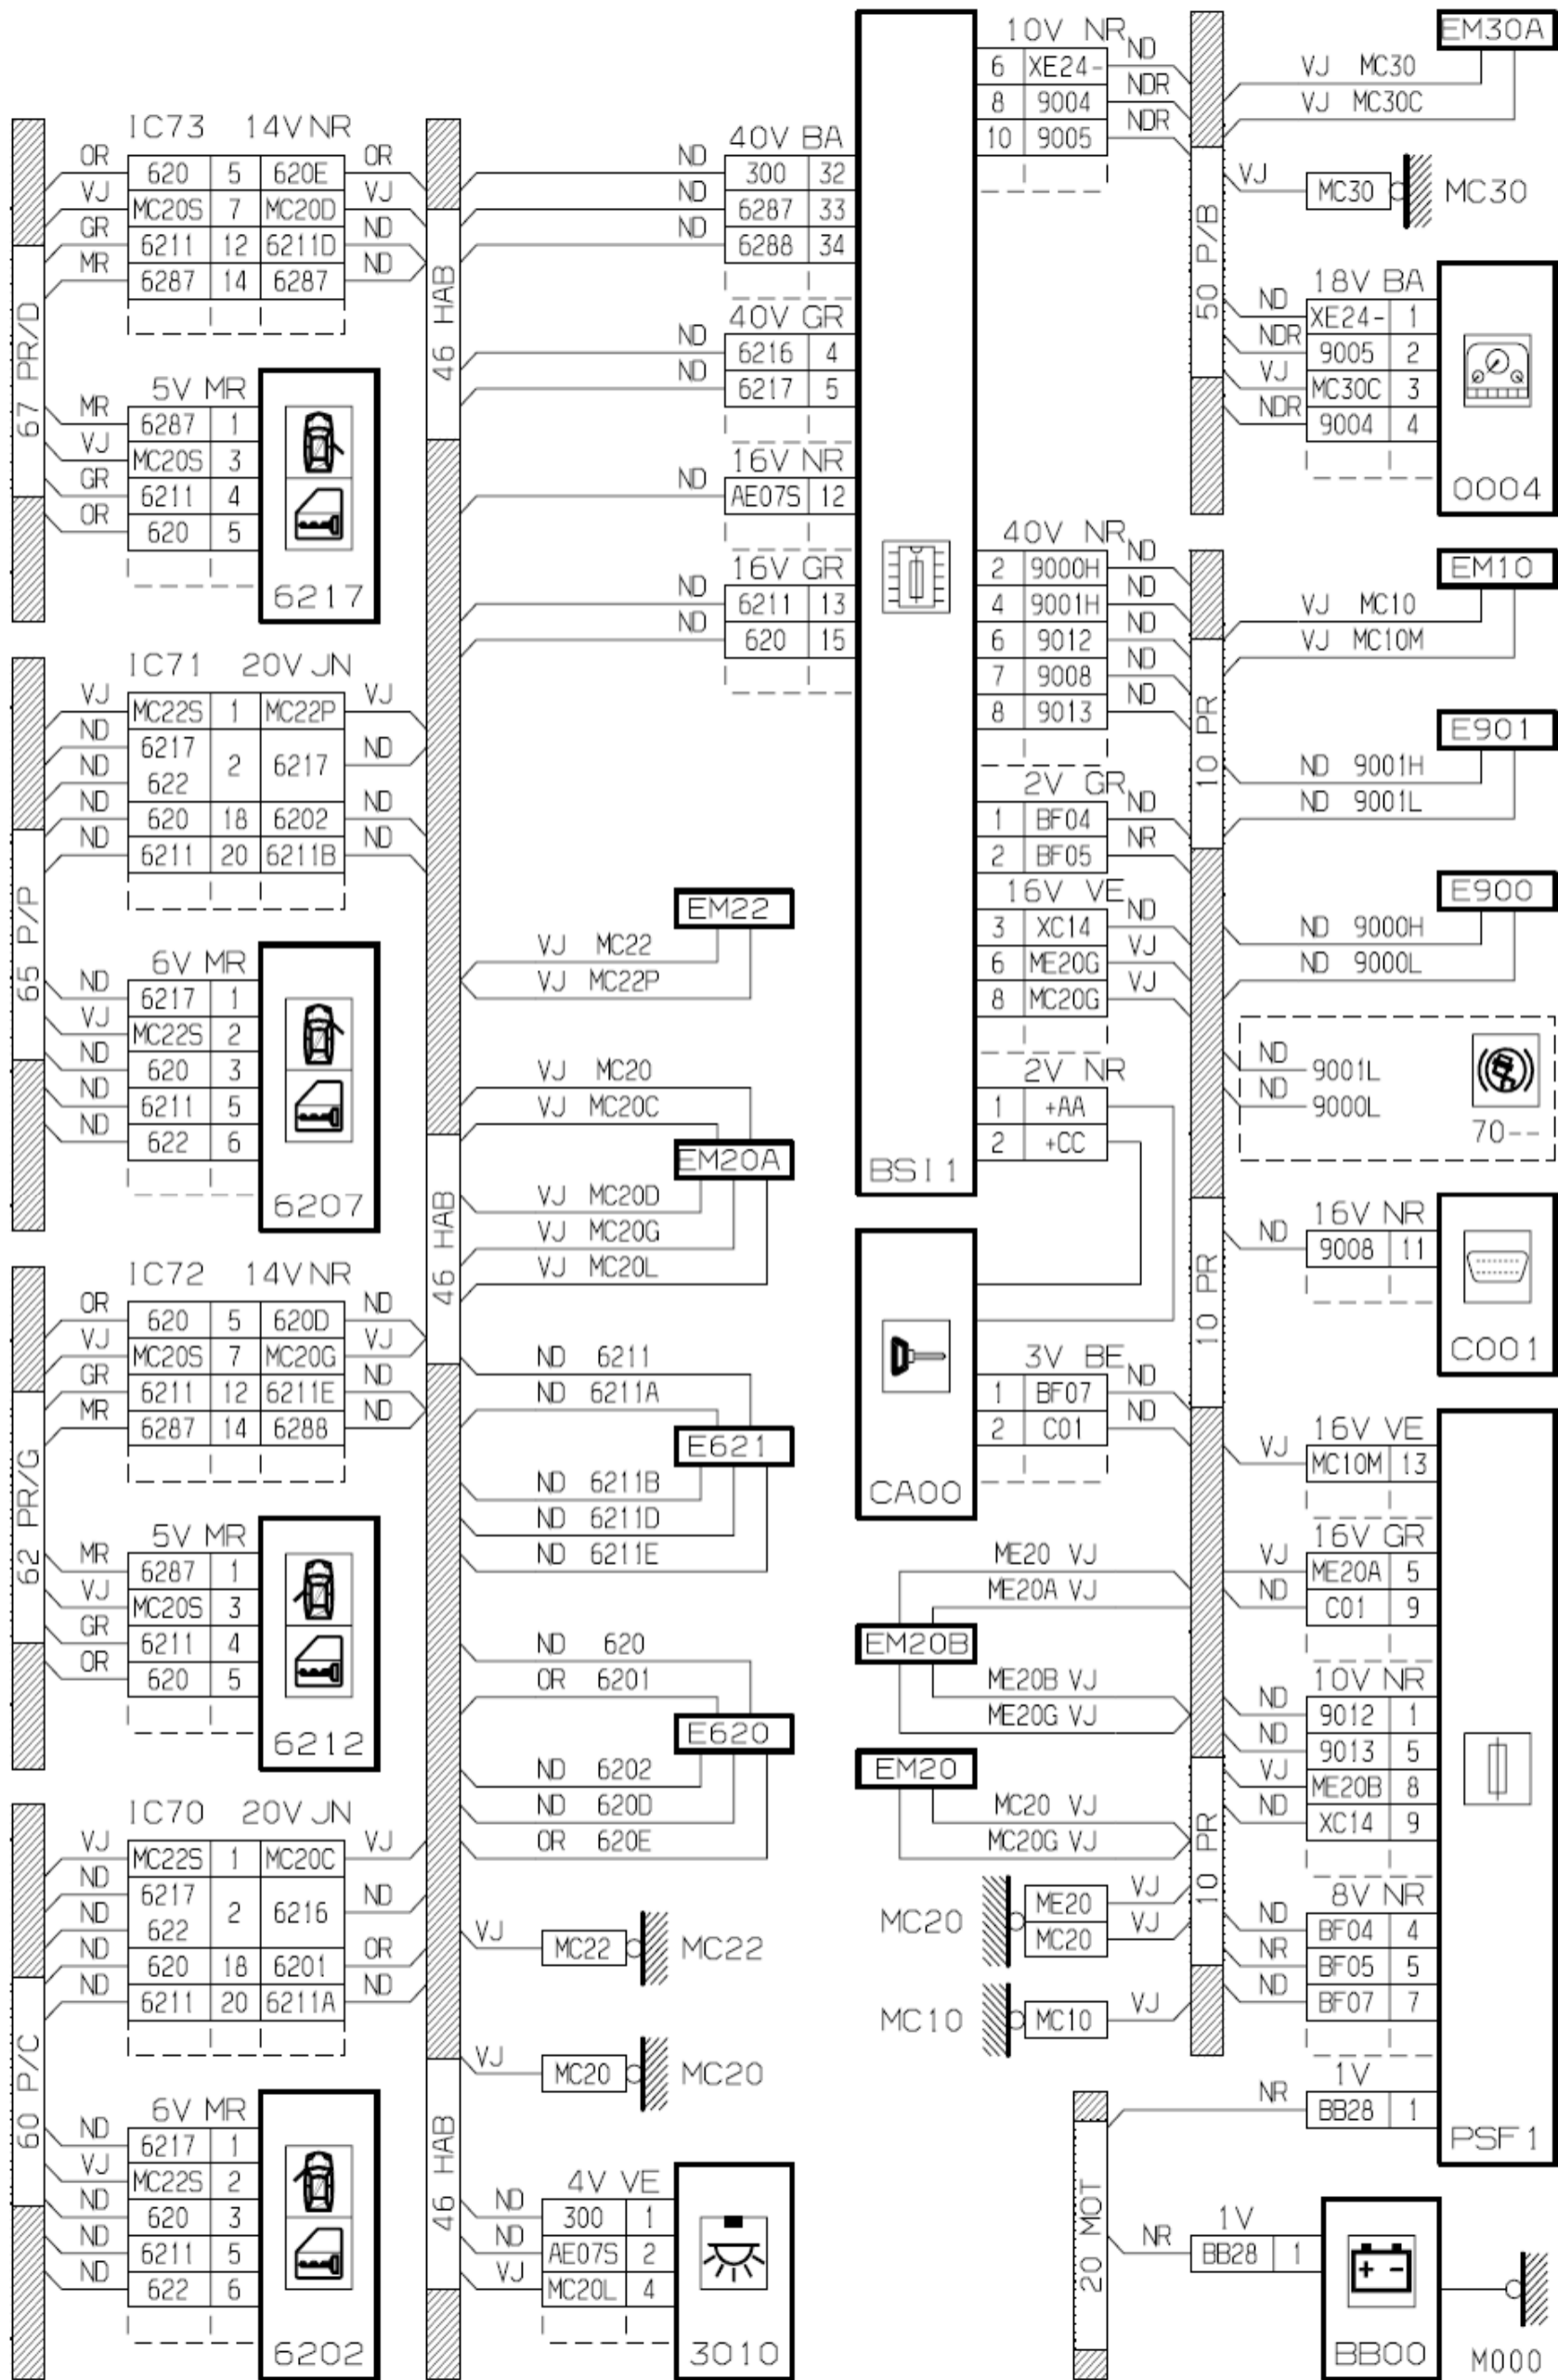 IC73 14V NR
OR 620 5 620E OR
VJ MC20S 7 MC20D VJ
GR 6211 12 6211D ND
MR 6287 14 6287 ND
67 PR/D
5V MR
MR 6287 1
VJ MC20S 3
GR 6211 4
OR 620 5
6217
IC71 20V JN
VJ MC22S 1 MC22P VJ
ND 6217 2 6217 ND
ND 622
ND 620 18 6202 ND
ND 6211 20 6211B ND
65 P/P
6V MR
ND 6217 1
VJ MC22S 2
ND 620 3
ND 6211 5
ND 622 6
6207
IC72 14V NR
OR 620 5 620D ND
VJ MC20S 7 MC20G VJ
GR 6211 12 6211E ND
MR 6287 14 6288 ND
62 PR/G
5V MR
MR 6287 1
VJ MC20S 3
GR 6211 4
OR 620 5
6212
IC70 20V JN
VJ MC22S 1 MC20C VJ
ND 6217 2 6216 ND
ND 622
ND 620 18 6201 OR
ND 6211 20 6211A ND
60 P/C
6V MR
ND 6217 1
VJ MC22S 2
ND 620 3
ND 6211 5
ND 622 6
6202
46 HAB
46 HAB
46 HAB
40V BA
ND 300 32
ND 6287 33
ND 6288 34
40V GR
ND 6216 4
ND 6217 5
16V NR
ND AE07S 12
16V GR
ND 6211 13
ND 620 15
EM22
VJ MC22
VJ MC22P
VJ MC20
VJ MC20C
EM20A
VJ MC20D
VJ MC20G
VJ MC20L
ND 6211
ND 6211A
E621
ND 6211B
ND 6211D
ND 6211E
ND 620
OR 6201
E620
ND 6202
ND 620D
OR 620E
VJ MC22 MC22
VJ MC20 MC20
4V VE
ND 300 1
ND AE07S 2
VJ MC20L 4
3010
BSI1
10V NR
6 XE24- ND
8 9004 NDR
10 9005 NDR
40V NR
2 9000H ND
4 9001H ND
6 9012 ND
7 9008 ND
8 9013 ND
2V GR
1 BF04 ND
2 BF05 NR
16V VE
3 XC14 ND
6 ME20G VJ
8 MC20G VJ
2V NR
1 +AA
2 +CC
CA00
3V BE
1 BF07 ND
2 C01 ND
ME20 VJ
ME20A VJ
EM20B
ME20B VJ
ME20G VJ
EM20
MC20 VJ
MC20G VJ
MC20 ME20 VJ
MC20 VJ
MC10 MC10 VJ
50 P/B
10 PR
10 PR
10 PR
20 MOT
EM30A
VJ MC30
VJ MC30C
VJ MC30 MC30
18V BA
ND XE24- 1
NDR 9005 2
VJ MC30C 3
NDR 9004 4
0004
EM10
VJ MC10
VJ MC10M
E901
ND 9001H
ND 9001L
E900
ND 9000H
ND 9000L
ND 9001L
ND 9000L
70--
16V NR
ND 9008 11
C001
16V VE
VJ MC10M 13
16V GR
VJ ME20A 5
ND C01 9
10V NR
ND 9012 1
ND 9013 5
VJ ME20B 8
ND XC14 9
8V NR
ND BF04 4
NR BF05 5
ND BF07 7
1V
NR BB28 1
PSF1
1V
NR BB28 1
+ -
BB00
M000